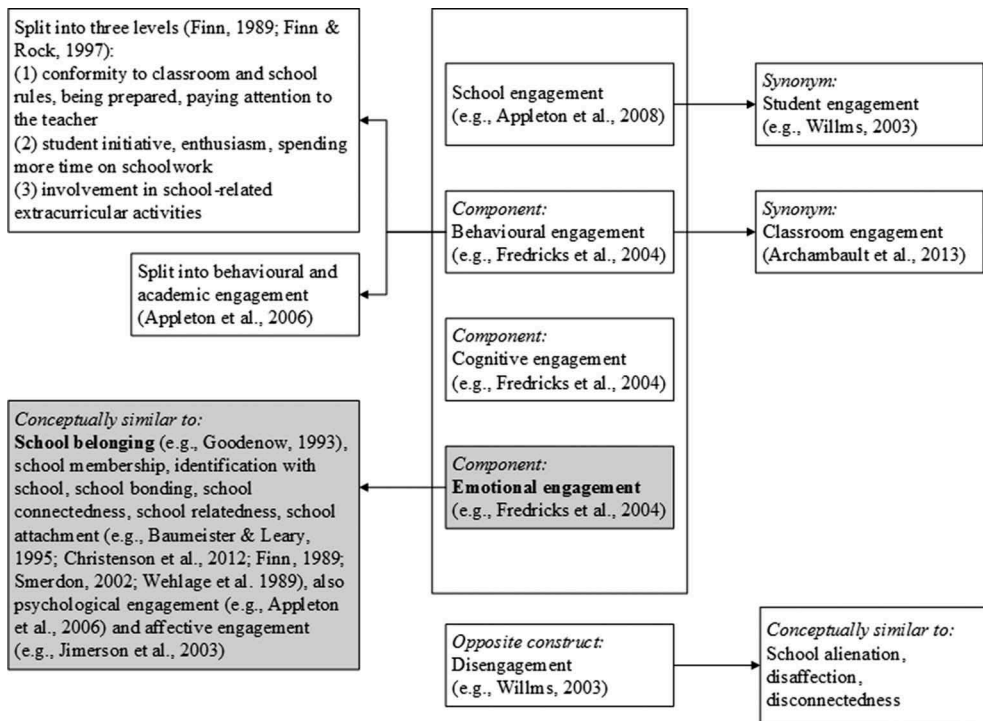 Split into three levels (Finn, 1989; Finn &
Rock, 1997):
(1) conformity to classroom and school
rules, being prepared, paying attention to
the teacher
(2) student initiative, enthusiasm, spending
more time on schoolwork
(3) involvement in school-related
extracurricular activities
Split into behavioural and
academic engagement
(Appleton et al., 2006)
Conceptually similar to:
School belonging (e.g., Goodenow, 1993),
school membership, identification with
school, school bonding, school
connectedness, school relatedness, school
attachment (e.g., Baumeister & Leary,
1995; Christenson et al., 2012; Finn, 1989;
Smerdon, 2002; Wehlage et al. 1989), also
psychological engagement (e.g., Appleton
et al., 2006) and affective engagement
(e.g., Jimerson et al., 2003)
School engagement
(e.g., Appleton et al., 2008)
Component:
Behavioural engagement
(e.g., Fredricks et al., 2004)
Component:
Cognitive engagement
(e.g., Fredricks et al., 2004)
Component:
Emotional engagement
(e.g., Fredricks et al., 2004)
Opposite construct:
Disengagement
(e.g., Willms, 2003)
Synonym:
Student engagement
(e.g., Willms, 2003)
Synonym:
Classroom engagement
(Archambault et al., 2013)
Conceptually similar to:
School alienation,
disaffection,
disconnectedness